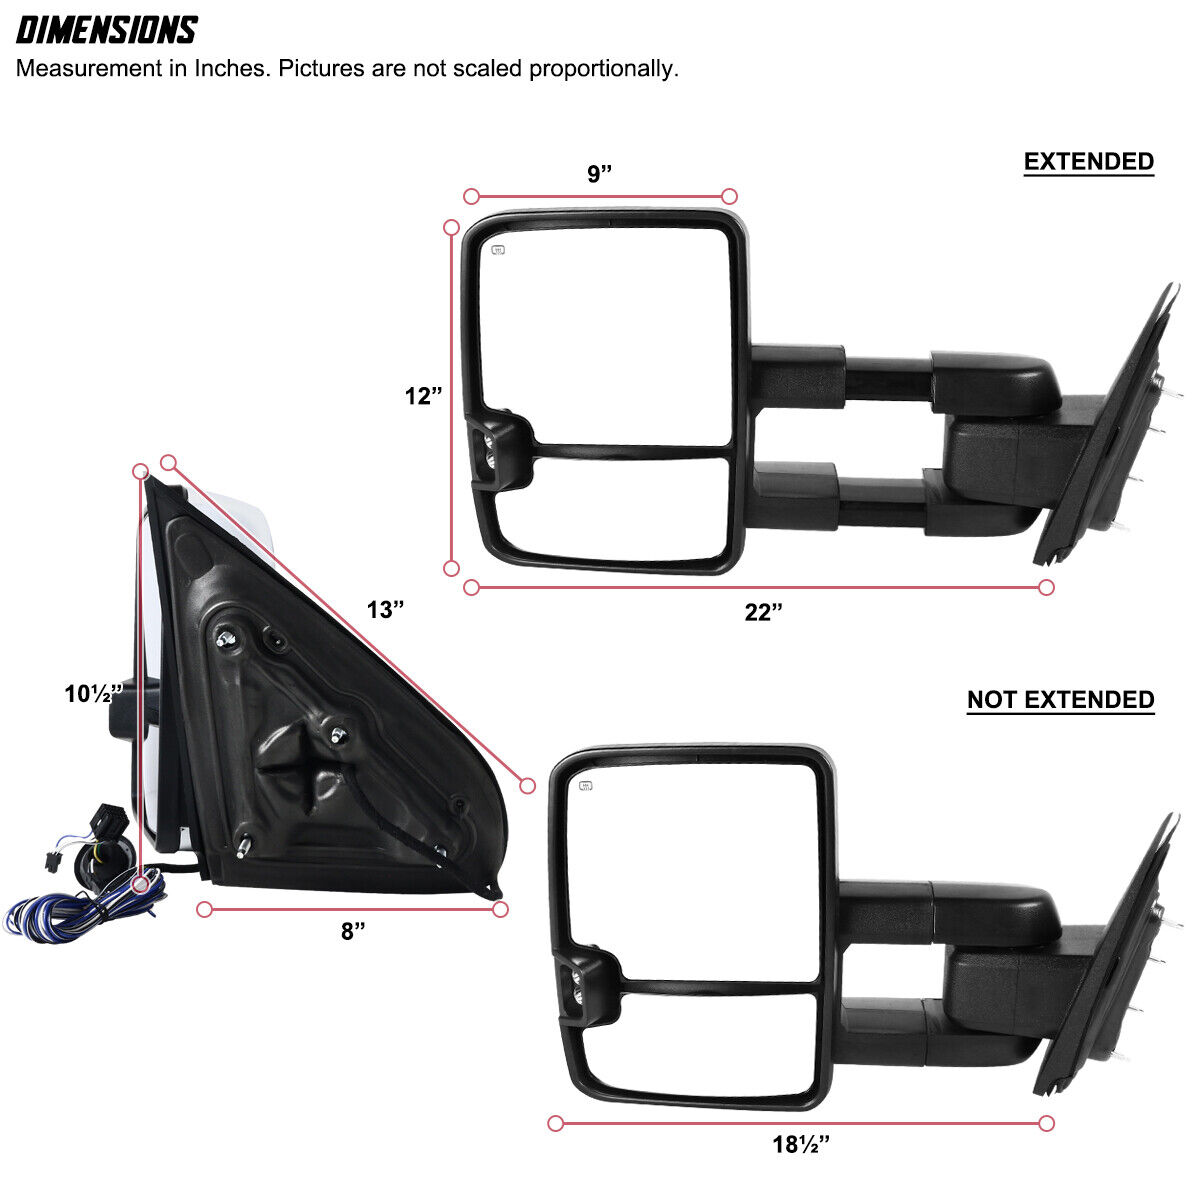 DIMENSIONS
Measurement in Inches. Pictures are not scaled proportionally.
EXTENDED
9”
12”
22”
13”
10½”
8”
NOT EXTENDED
18½”